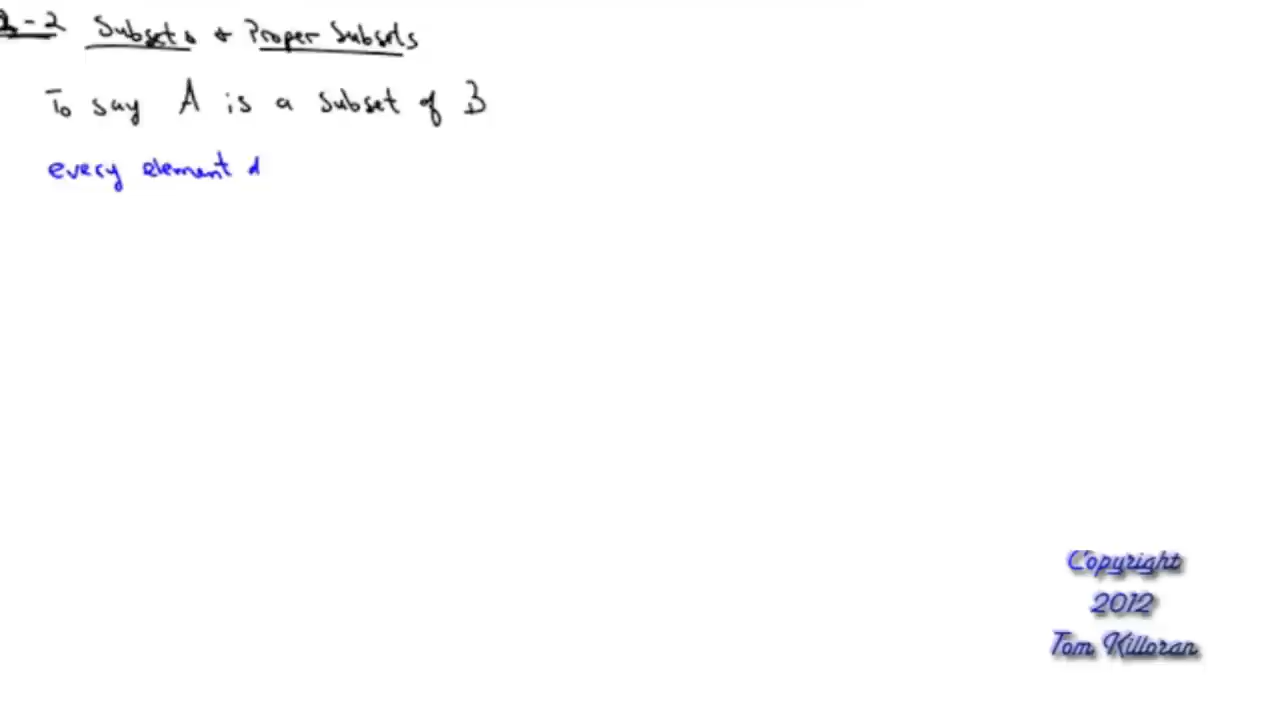 2-2 Subsets & Proper Subsets
To say A is a subset of B
every element
Copyright
2012
Tom Killoran